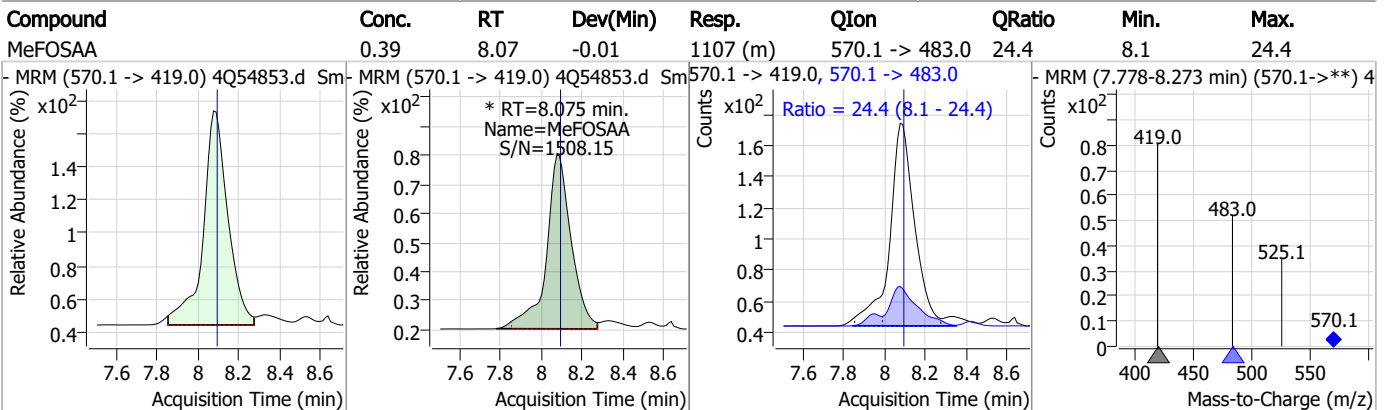 Compound Conc. RT Dev(Min) Resp. QIon QRatio Min. Max.
MeFOSAA 0.39 8.07 -0.01 1107 (m) 570.1 -> 483.0 24.4 8.1 24.4
- MRM (570.1 -> 419.0) 4Q54853.d Sm
Relative Abundance (%)
x10²
1.4
1.2
1
0.8
0.6
0.4
7.6 7.8 8 8.2 8.4 8.6
Acquisition Time (min)
- MRM (570.1 -> 419.0) 4Q54853.d Sm
Relative Abundance (%)
x10²
* RT=8.075 min.
Name=MeFOSAA
S/N=1508.15
0.8
0.7
0.6
0.5
0.4
0.3
0.2
7.6 7.8 8 8.2 8.4 8.6
Acquisition Time (min)
570.1 -> 419.0, 570.1 -> 483.0
Counts
x10²
Ratio = 24.4 (8.1 - 24.4)
1.6
1.4
1.2
1
0.8
0.6
0.4
7.6 7.8 8 8.2 8.4 8.6
Acquisition Time (min)
- MRM (7.778-8.273 min) (570.1->**) 4
Counts
x10²
419.0
483.0
525.1
570.1
0.8
0.7
0.6
0.5
0.4
0.3
0.2
0.1
0
400 450 500 550
Mass-to-Charge (m/z)